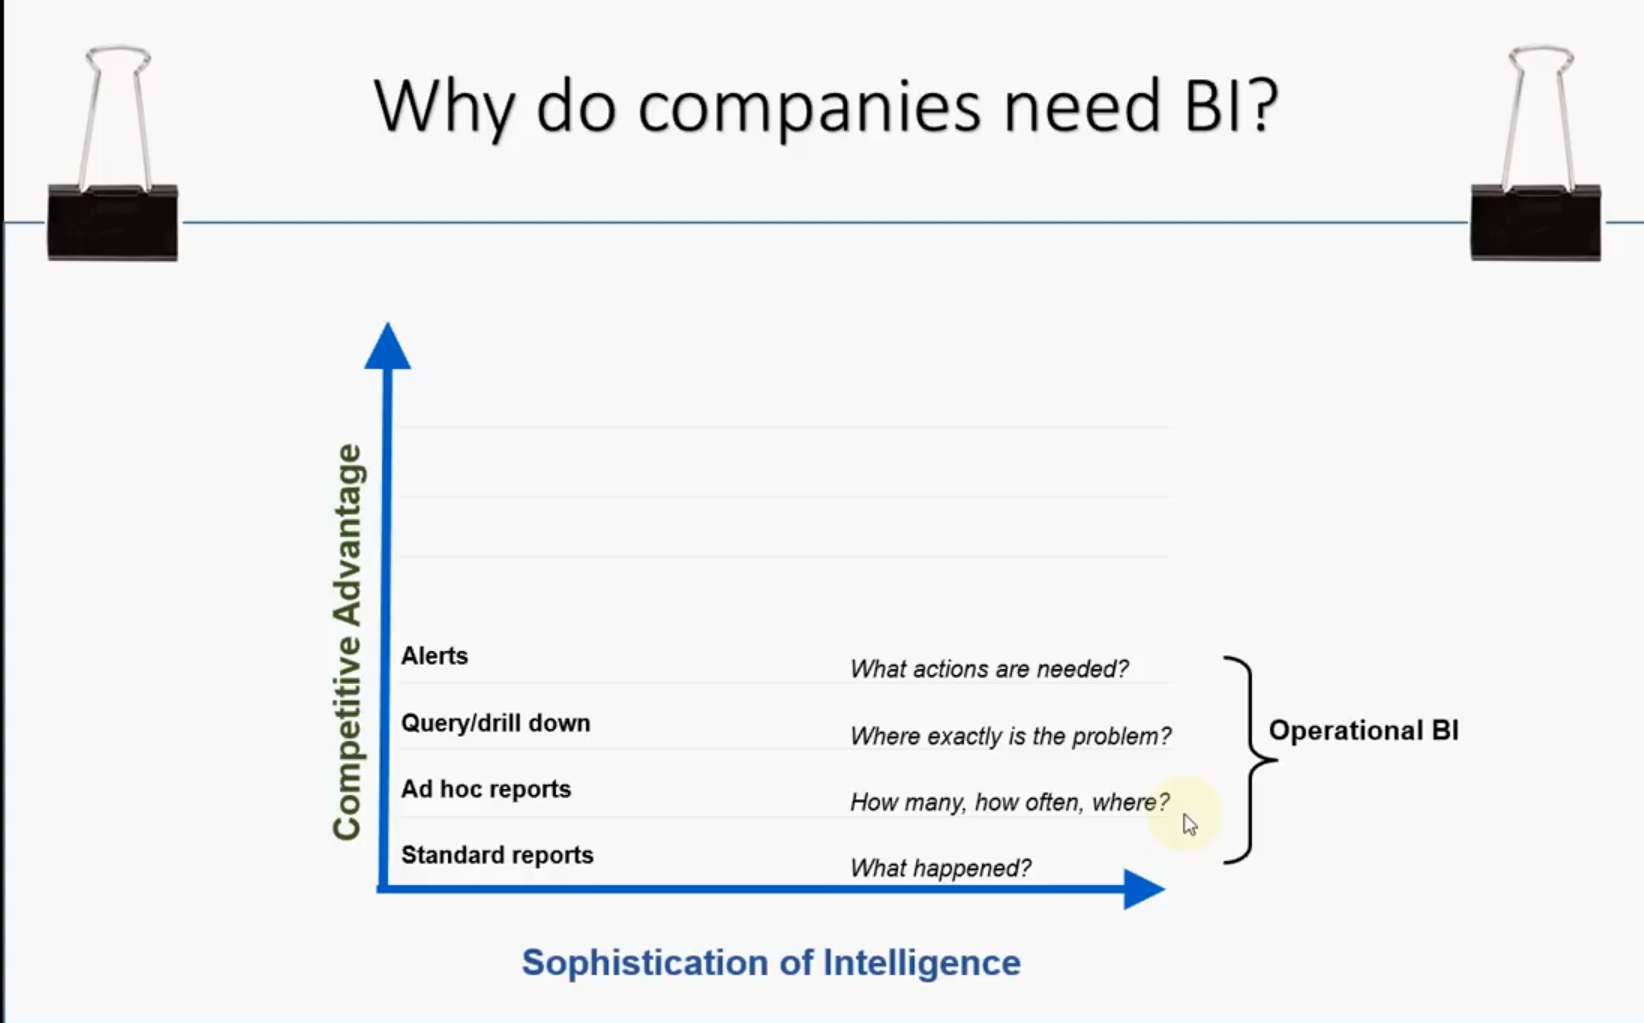 Why do companies need BI?
Competitive Advantage
Alerts
What actions are needed?
Query/drill down
Where exactly is the problem?
Operational BI
Ad hoc reports
How many, how often, where?
Standard reports
What happened?
Sophistication of Intelligence